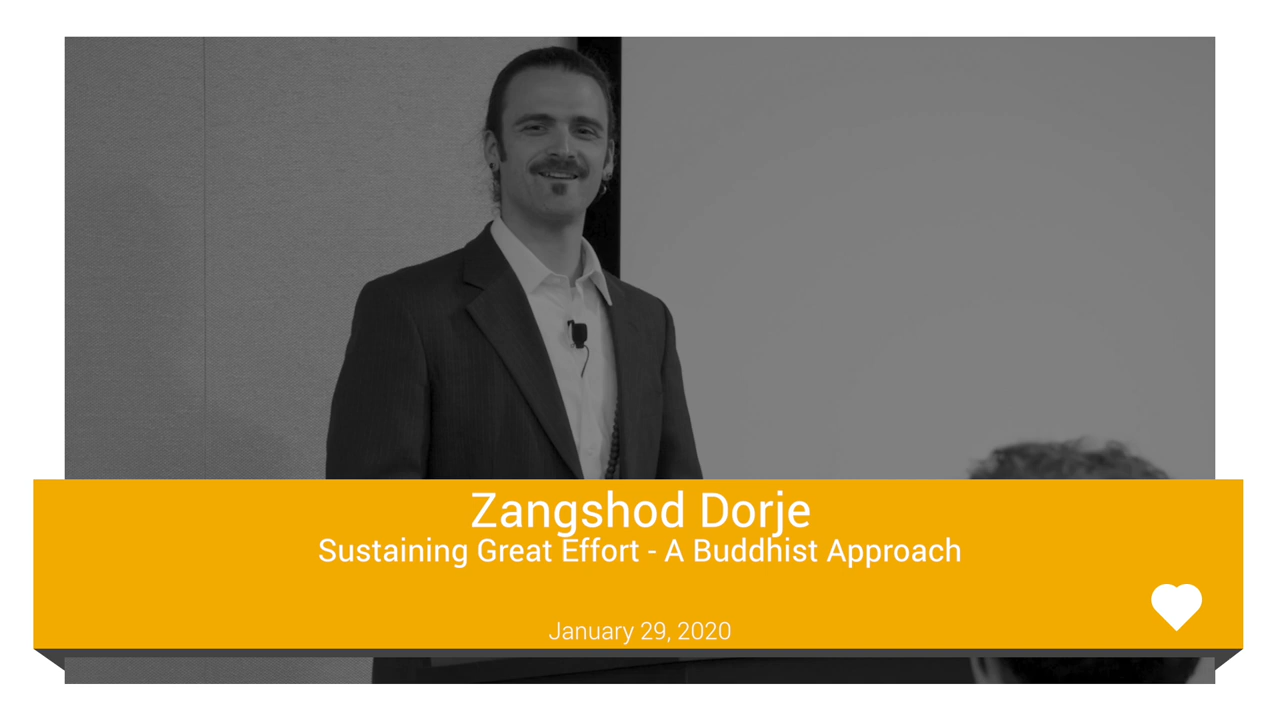 Zangshod Dorje
Sustaining Great Effort - A Buddhist Approach
January 29, 2020